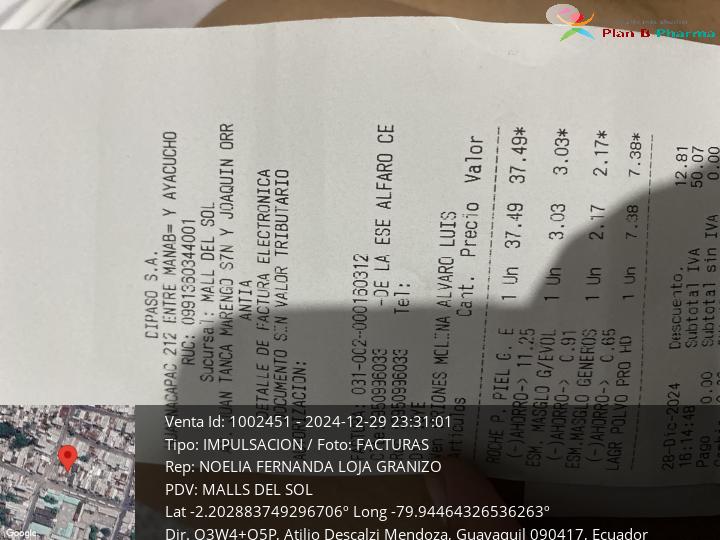 Plan B Pharma
CIPASO S.A.
212 ENTRE MANAB= Y AYACUCHO
RUC: 0991360344001
Sucursal: MALL DEL SOL
JUAN TANCA MARENGO S7N Y JOAQUIN ORR
ANTIA
DETALLE DE FACTURA ELECTRONICA
DOCUMENTO SIN VALOR TRIBUTARIO
031-002-000160312
-DE LA ESE ALFARO CE
Tel:
ALVARO LUIS
Articulos Cant. Precio Valor
ROCHE P. PIEL G. E 1 Un 37.49 37.49*
(-)AHORRO-> 11.25
ESM. MASGLO G/EVOL 1 Un 3.03 3.03*
(-)AHORRO-> 0.91
ESM.MASGLO GENEROS 1 Un 2.17 2.17*
(-)AHORRO-> 0.65
LAGR POLVO PRO HD 1 Un 7.38 7.38*
28-Dic-2024 Descuento. 12.81
16:14:48 Subtotal IVA 50.07
Pago 0.00 Subtotal sin IVA 0.00
Venta Id: 1002451 - 2024-12-29 23:31:01
Tipo: IMPULSACION / Foto: FACTURAS
Rep: NOELIA FERNANDA LOJA GRANIZO
PDV: MALLS DEL SOL
Lat -2.202883749296706º Long -79.94464326536263º
Dir. Q3W4+Q5P, Atilio Descalzi Mendoza, Guayaquil 090417, Ecuador
Google